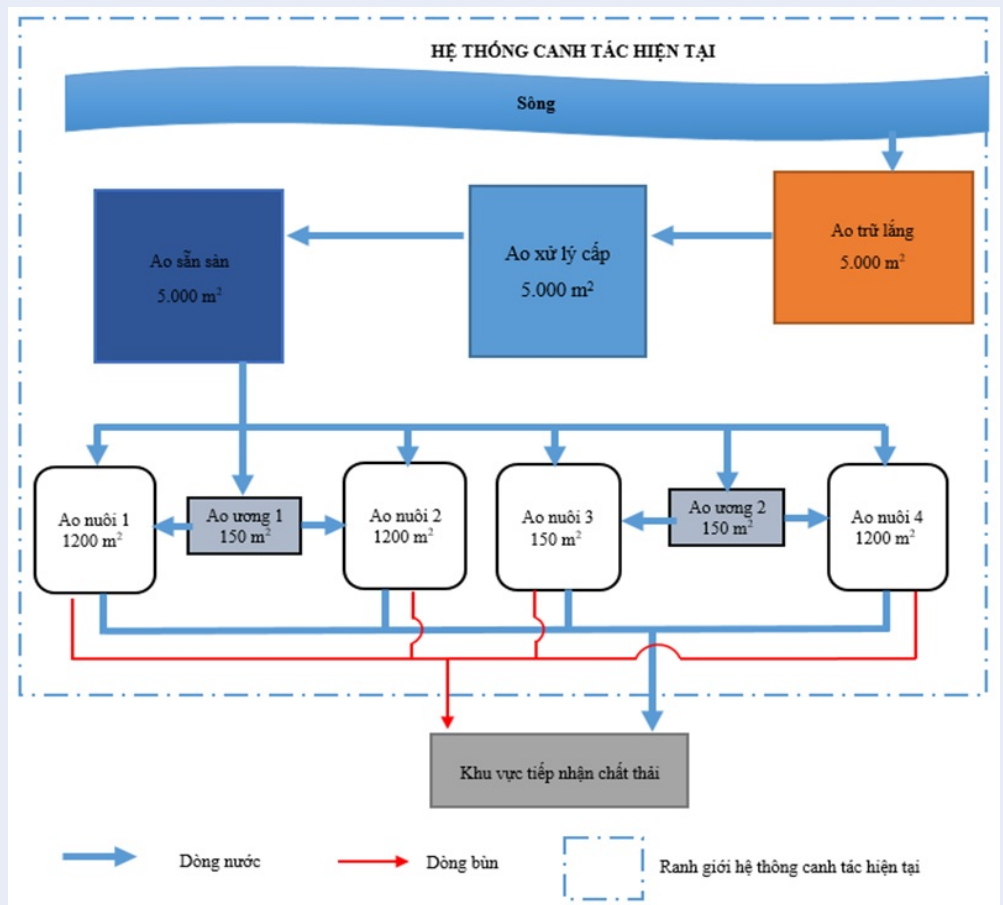 HỆ THỐNG CANH TÁC HIỆN TẠI
Sông
Ao sẵn sàn
5.000 m²
Ao xử lý cấp
5.000 m²
Ao trữ lắng
5.000 m²
Ao nuôi 1
1200 m²
Ao ương 1
150 m²
Ao nuôi 2
1200 m²
Ao nuôi 3
150 m²
Ao ương 2
150 m²
Ao nuôi 4
1200 m²
Khu vực tiếp nhận chất thải
Dòng nước
Dòng bùn
Ranh giới hệ thông canh tác hiện tại